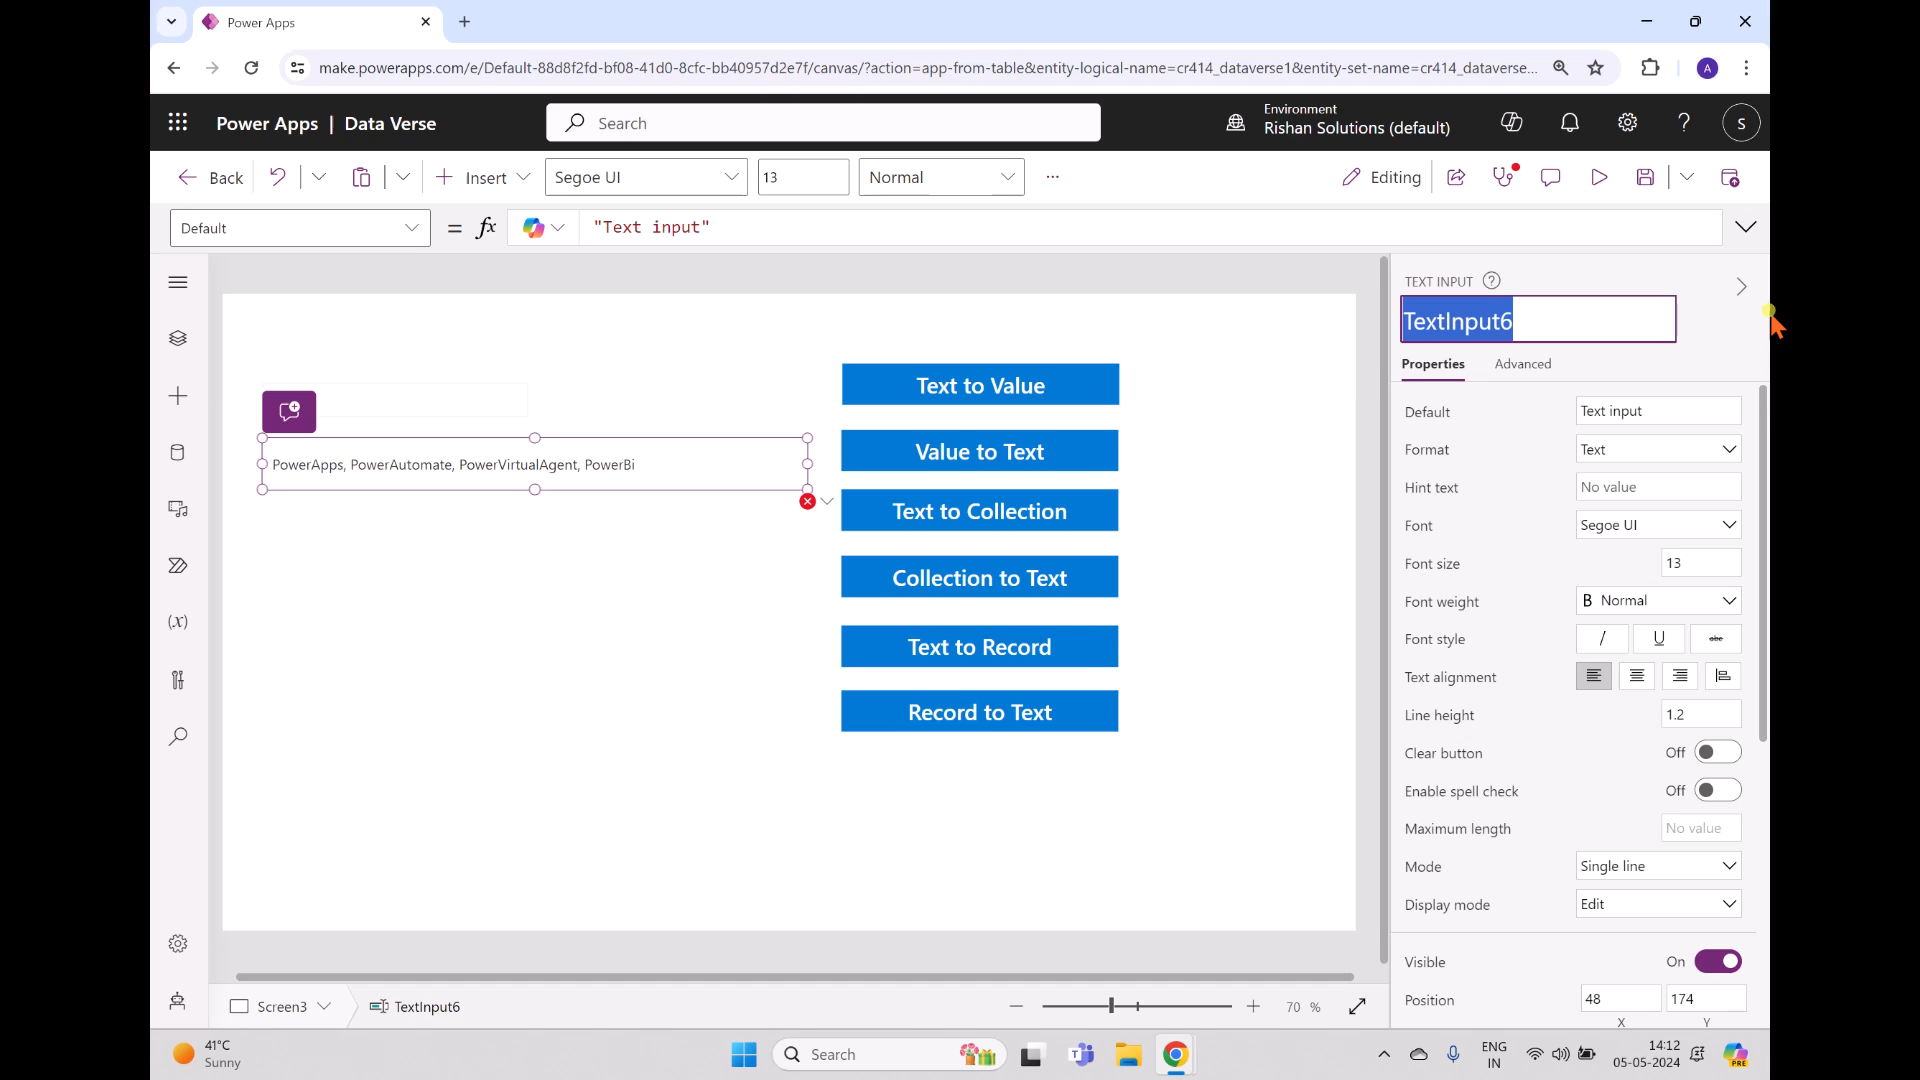 Power Apps
make.powerapps.com/e/Default-88d8f2fd-bf08-41d0-8cfc-bb40957d2e7f/canvas/?action=app-from-table&entity-logical-name=cr414_dataverse1&entity-set-name=cr414_dataverse...
A
Power Apps | Data Verse
Search
Environment
Rishan Solutions (default)
S
Back
Insert
Segoe UI
13
Normal
...
Editing
Default
= fx
"Text input"
TEXT INPUT
TextInput6
Properties
Advanced
PowerApps, PowerAutomate, PowerVirtualAgent, PowerBi
Text to Value
Value to Text
Text to Collection
Collection to Text
Text to Record
Record to Text
Default
Text input
Format
Text
Hint text
No value
Font
Segoe UI
Font size
13
Font weight
B Normal
Font style
/ U abc
Text alignment
Line height
1.2
Clear button
Off
Enable spell check
Off
Maximum length
No value
Mode
Single line
Display mode
Edit
Visible
On
Position
48
174
X
Y
(x)
Screen3
TextInput6
70 %
41°C
Sunny
Search
ENG
IN
14:12
05-05-2024
PRE